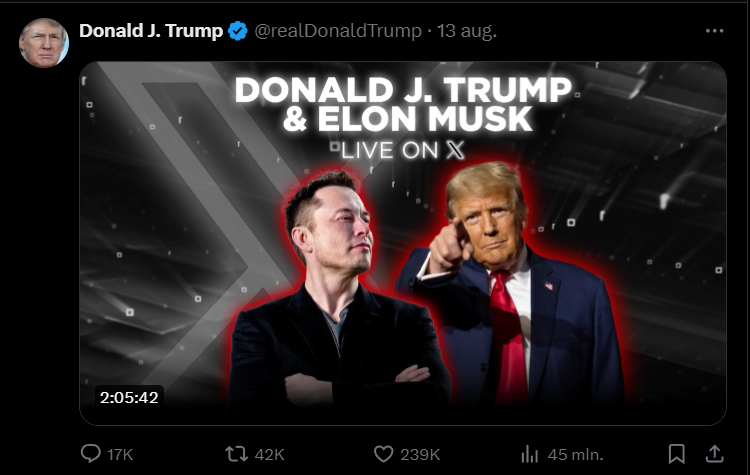 Donald J. Trump @realDonaldTrump · 13 aug.
DONALD J. TRUMP
& ELON MUSK
LIVE ON X
2:05:42
17K 42K 239K 45 mln.